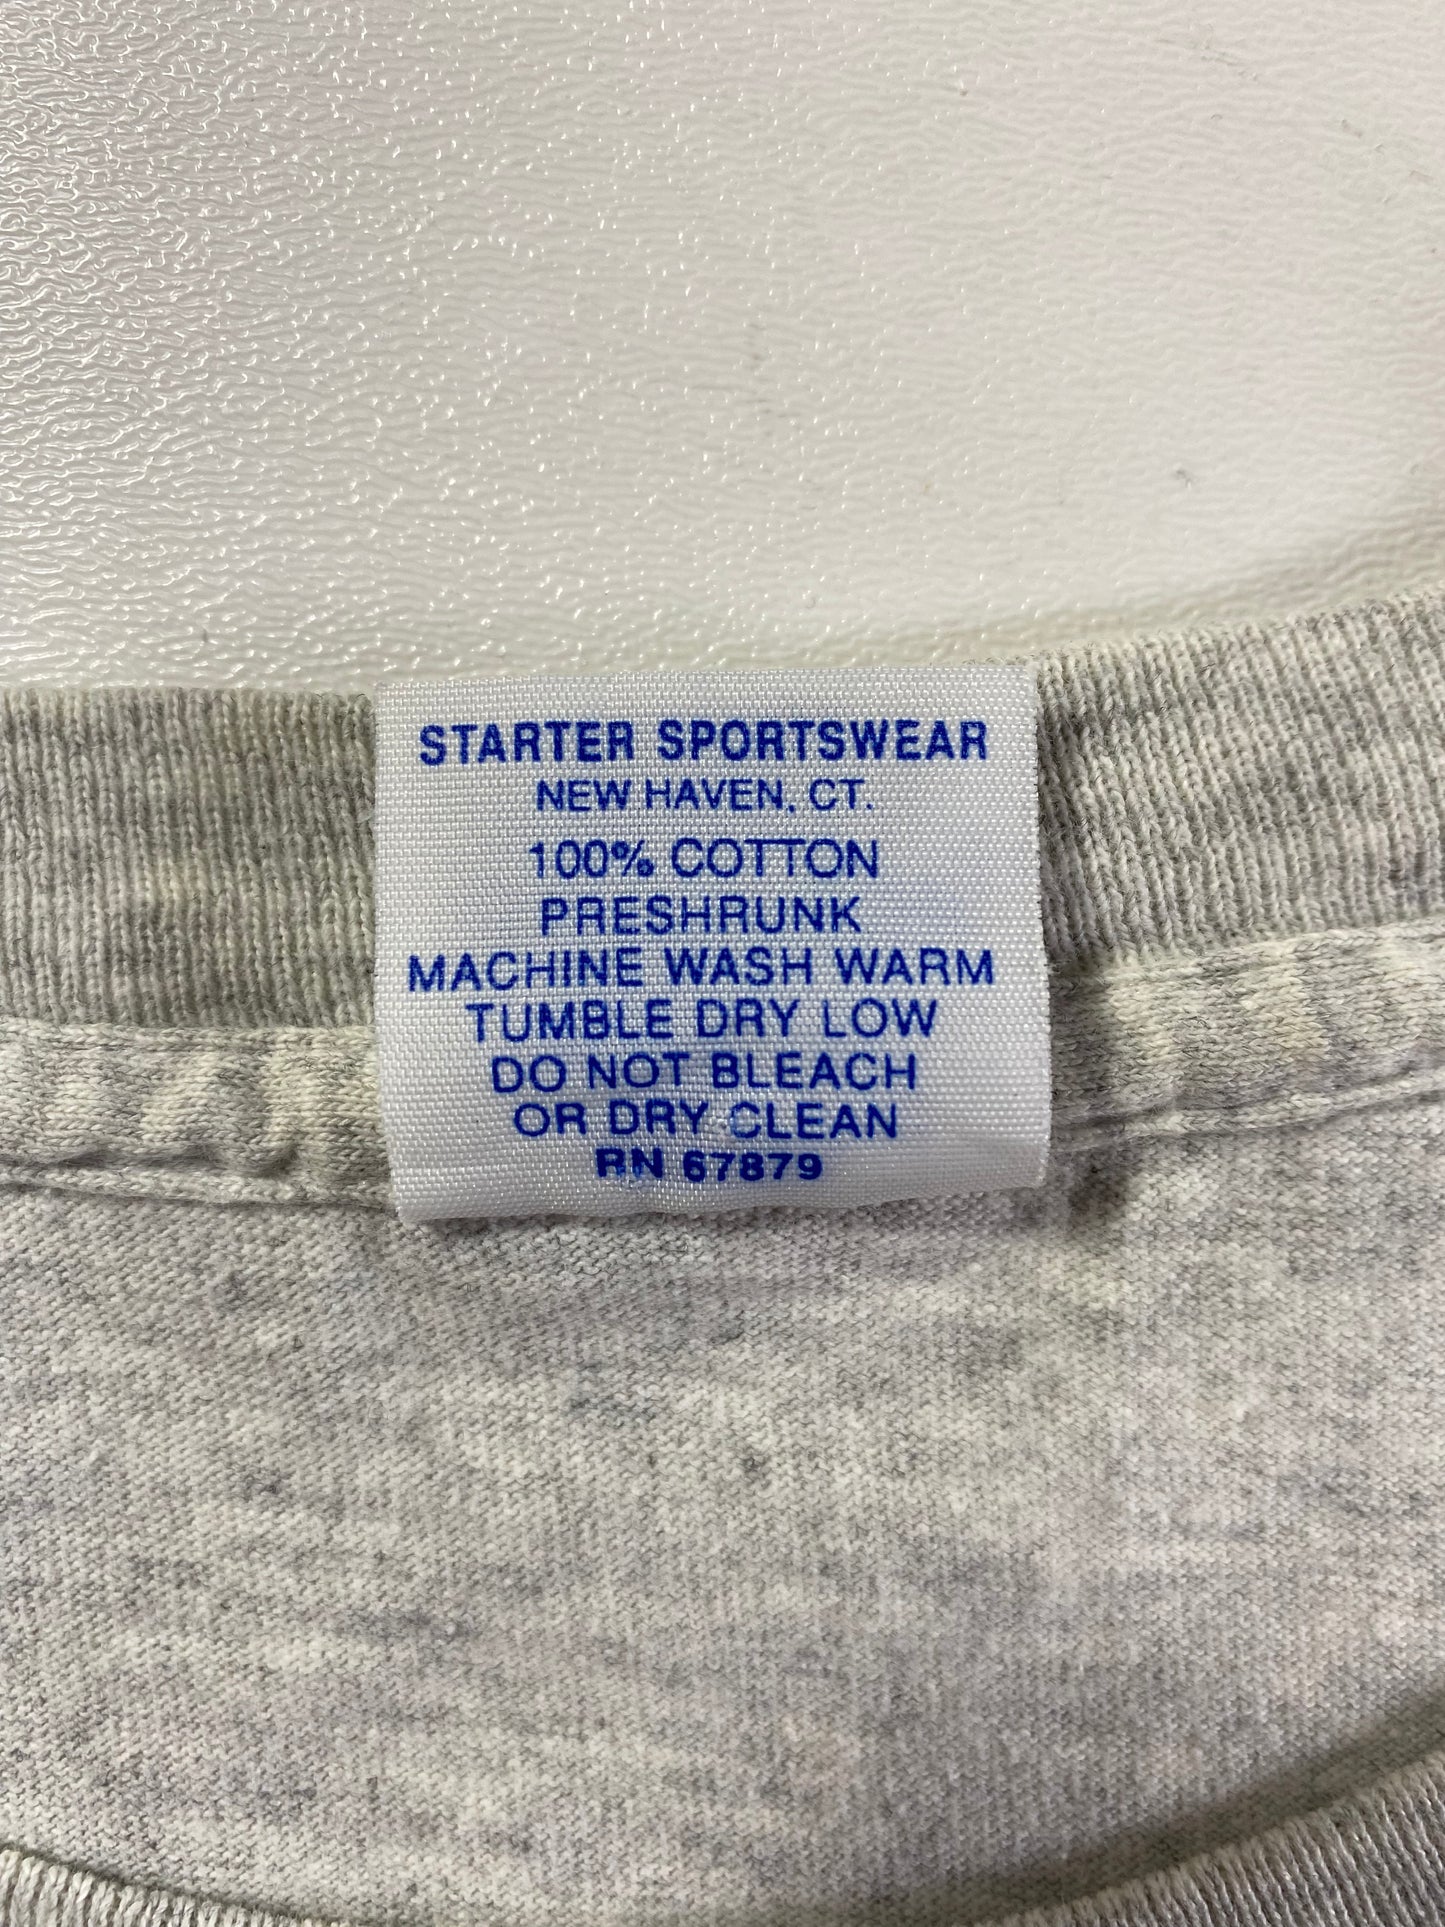 STARTER SPORTSWEAR
NEW HAVEN, CT.
100% COTTON
PRESHRUNK
MACHINE WASH WARM
TUMBLE DRY LOW
DO NOT BLEACH
OR DRY CLEAN
RN 67879